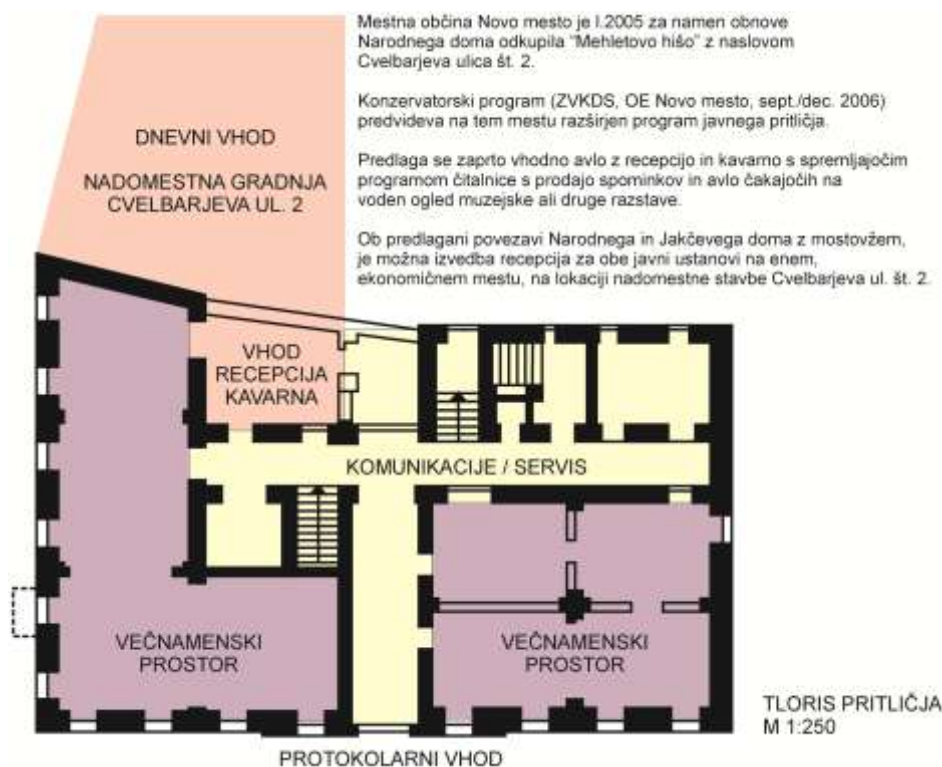 Mestna občina Novo mesto je l.2005 za namen obnove
Narodnega doma odkupila "Mehletovo hišo" z naslovom
Cvelbarjeva ulica št. 2.
Konzervatorski program (ZVKDS, OE Novo mesto, sept./dec. 2006)
predvideva na tem mestu razširjen program javnega pritličja.
Predlaga se zaprto vhodno avlo z recepcijo in kavarno s spremljajočim
programom čitalnice s prodajo spominkov in avlo čakajočih na
voden ogled muzejske ali druge razstave.
Ob predlagani povezavi Narodnega in Jakčevega doma z mostovžem,
je možna izvedba recepcija za obe javni ustanovi na enem,
ekonomičnem mestu, na lokaciji nadomestne stavbe Cvelbarjeva ul. št. 2.
DNEVNI VHOD
NADOMESTNA GRADNJA
CVELBARJEVA UL. 2
VHOD
RECEPCIJA
KAVARNA
KOMUNIKACIJE / SERVIS
VEČNAMENSKI
PROSTOR
VEČNAMENSKI
PROSTOR
TLORIS PRITLIČJA
M 1:250
PROTOKOLARNI VHOD